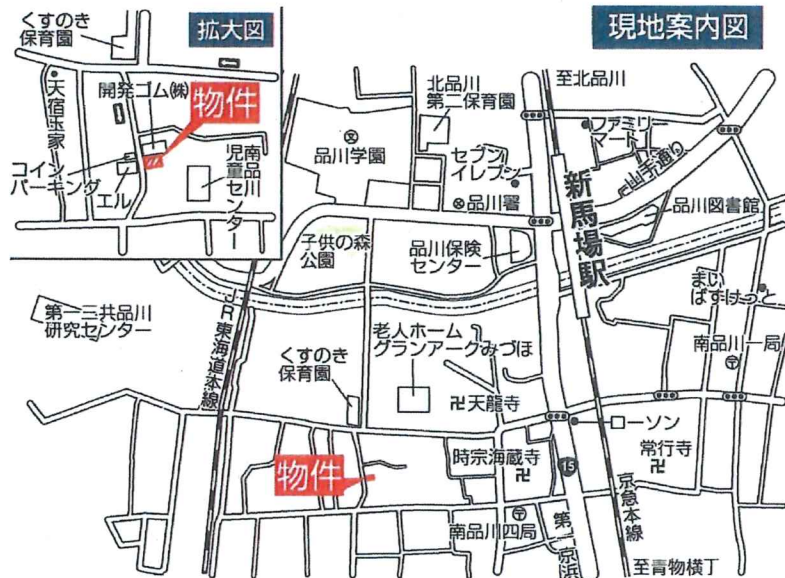 現地案内図
拡大図
くすのき
保育園
天宿玉家
開発ゴム㈱
物件
コイン
パーキング
エル
南品川
児童
センター
至北品川
北品川
第二保育園
ファミリー
マート
山手通り
品川学園
セブン
イレブン
品川署
新馬場駅
品川図書館
子供の森
公園
品川保険
センター
まい
ばすけっと
第一三共品川
研究センター
JR東海道本線
老人ホーム
グランアークみづほ
南品川一局
くすのき
保育園
卍天龍寺
ローソン
物件
時宗海蔵寺
卍
15
常行寺
卍
南品川四局
第一京浜
京急本線
至青物横丁